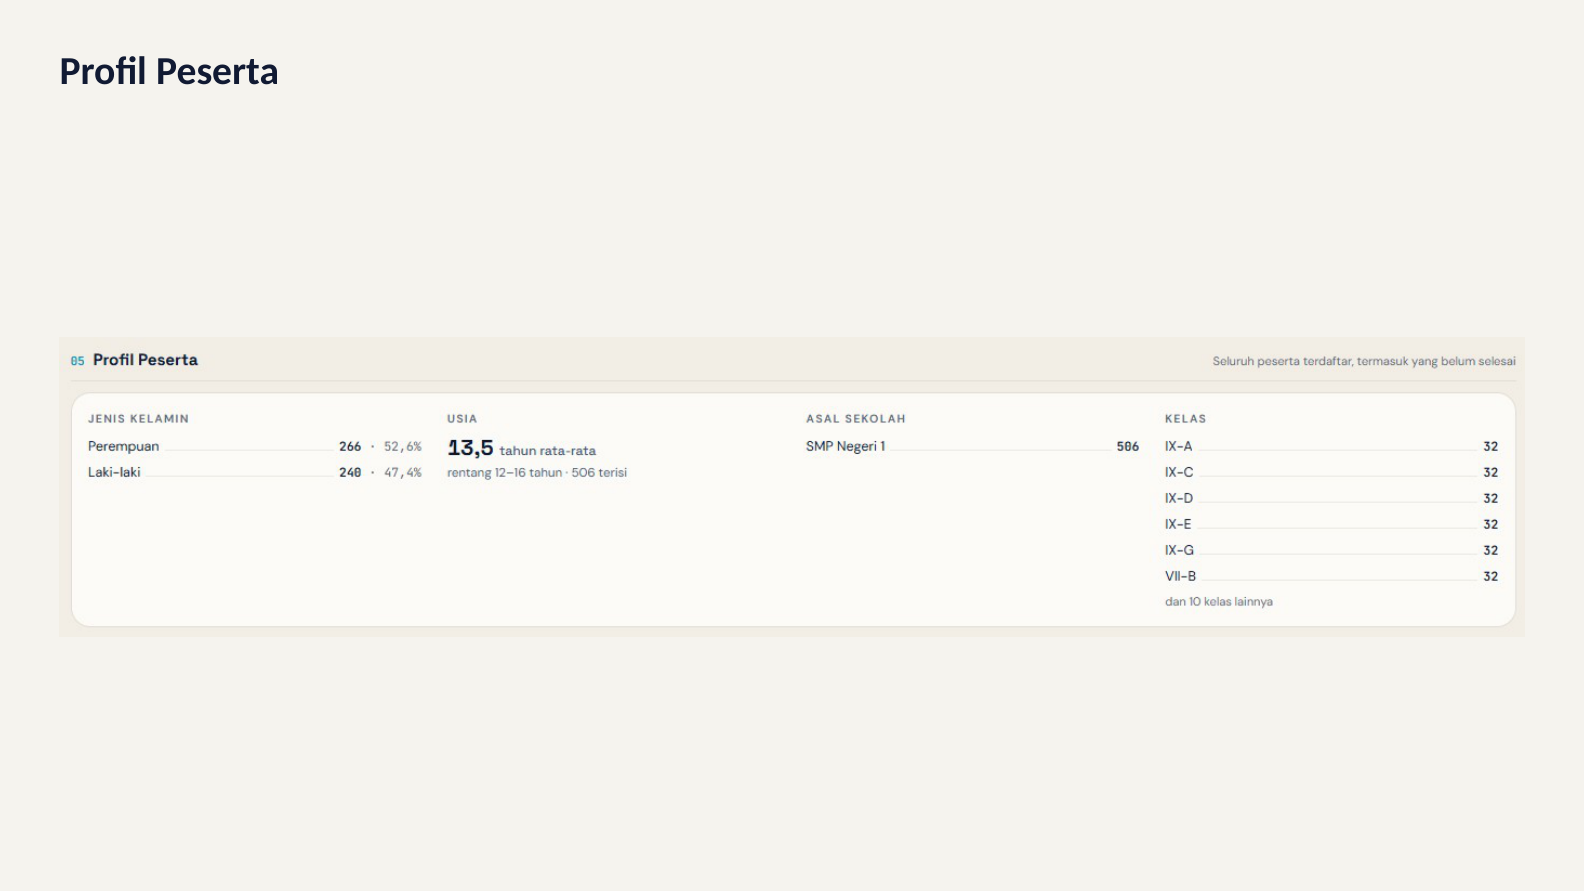 Profil Peserta
05 Profil Peserta
Seluruh peserta terdaftar, termasuk yang belum selesai
JENIS KELAMIN
Perempuan 266 · 52,6%
Laki-laki 240 · 47,4%
USIA
13,5 tahun rata-rata
rentang 12–16 tahun · 506 terisi
ASAL SEKOLAH
SMP Negeri 1 506
KELAS
IX-A 32
IX-C 32
IX-D 32
IX-E 32
IX-G 32
VII-B 32
dan 10 kelas lainnya